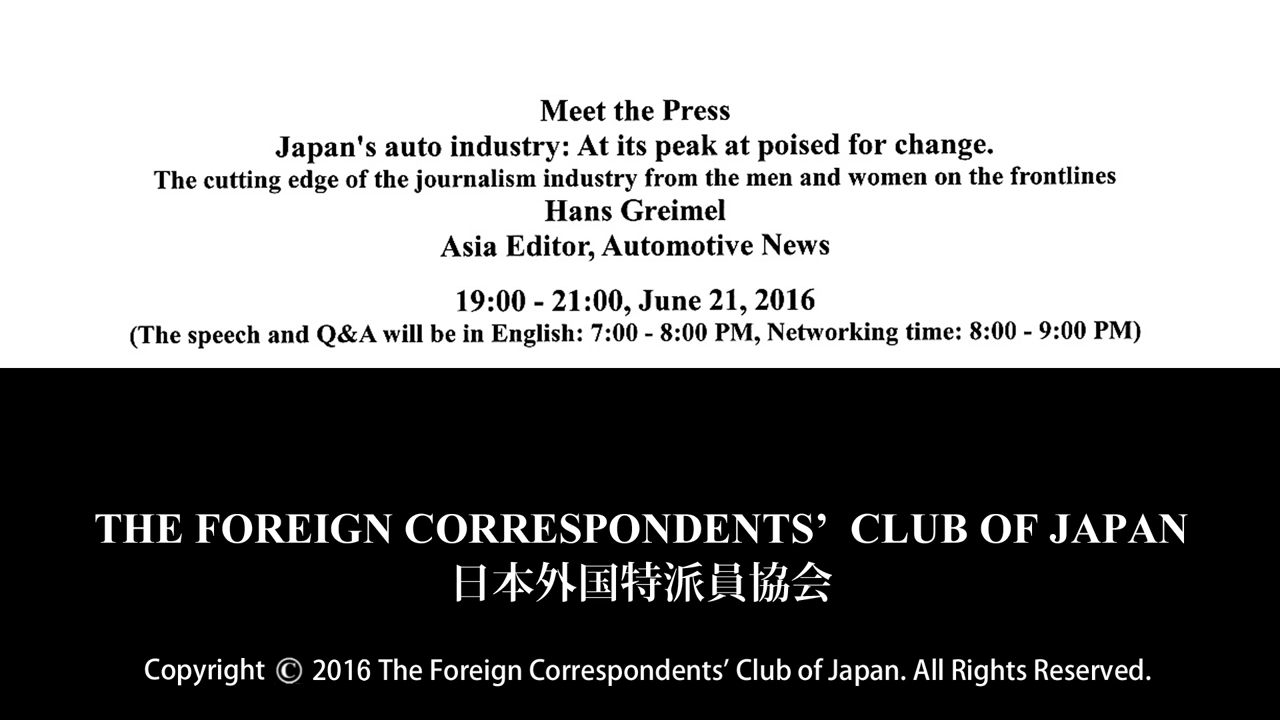 Meet the Press
Japan's auto industry: At its peak at poised for change.
The cutting edge of the journalism industry from the men and women on the frontlines
Hans Greimel
Asia Editor, Automotive News
19:00 - 21:00, June 21, 2016
(The speech and Q&A will be in English: 7:00 - 8:00 PM, Networking time: 8:00 - 9:00 PM)
THE FOREIGN CORRESPONDENTS’ CLUB OF JAPAN
日本外国特派員協会
Copyright © 2016 The Foreign Correspondents’ Club of Japan. All Rights Reserved.